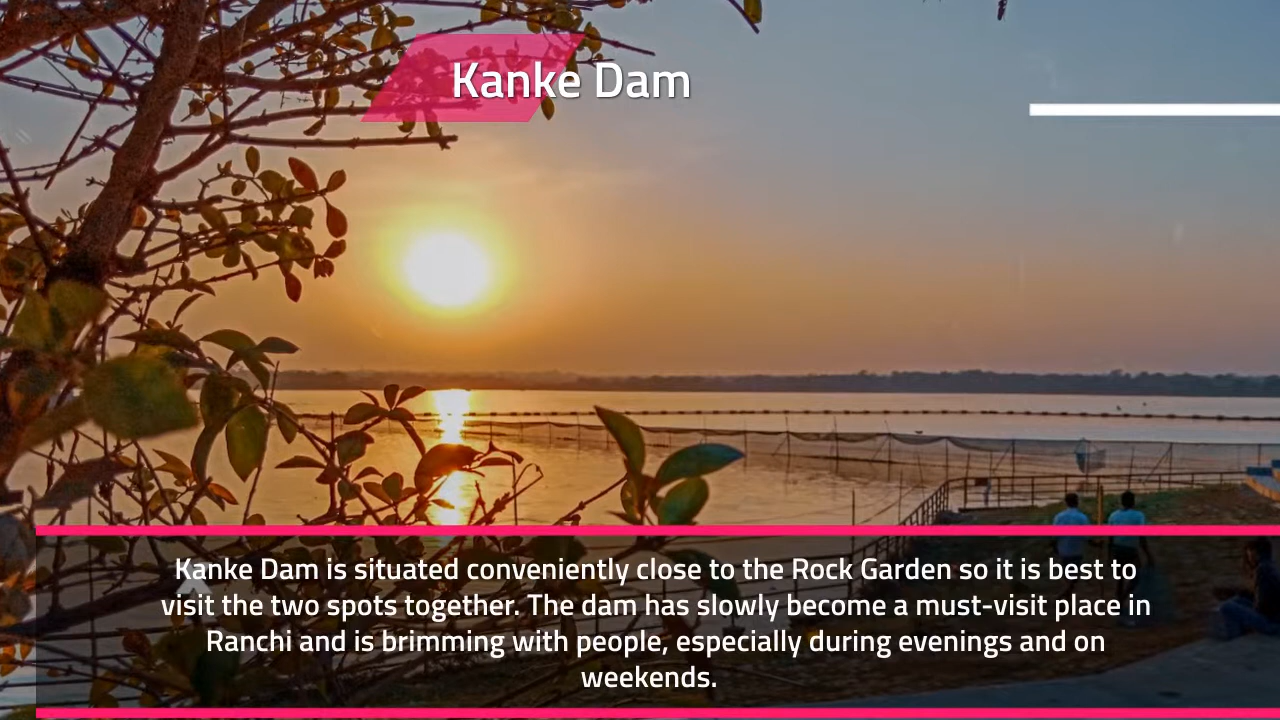 Kanke Dam
Kanke Dam is situated conveniently close to the Rock Garden so it is best to
visit the two spots together. The dam has slowly become a must-visit place in
Ranchi and is brimming with people, especially during evenings and on
weekends.